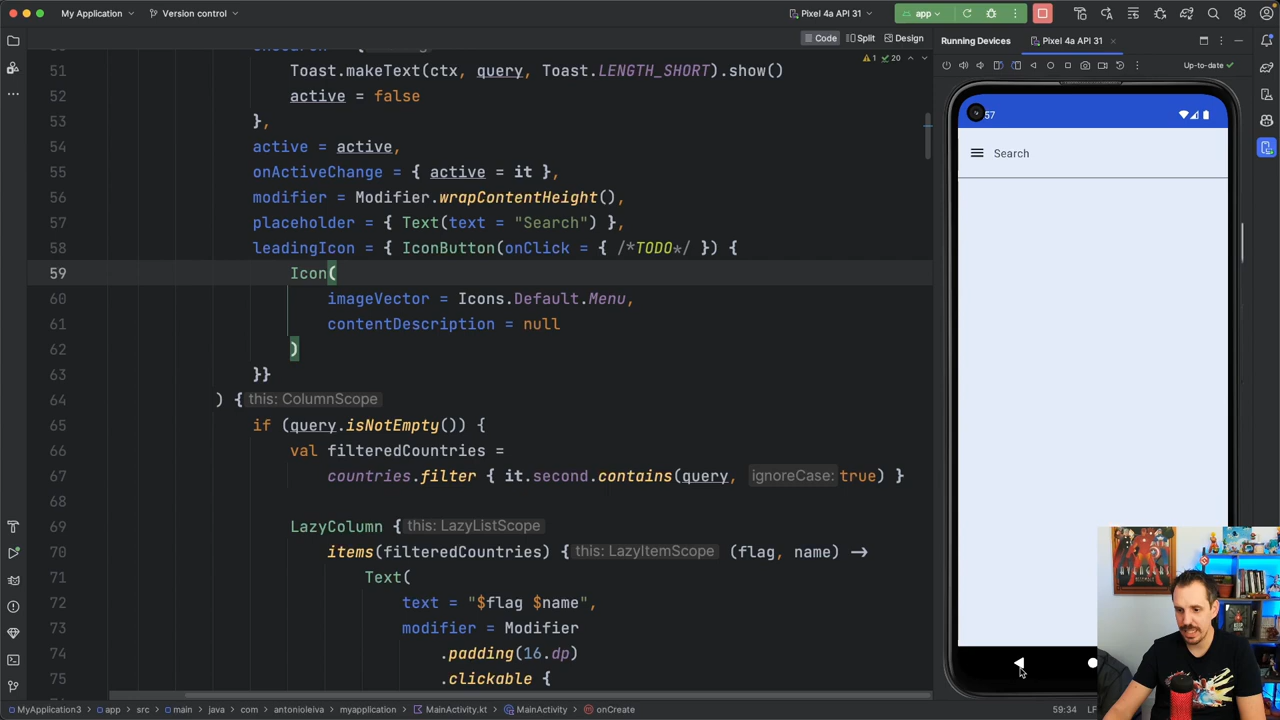 My Application
Version control
Pixel 4a API 31
app
Code
Split
Design
Running Devices
Pixel 4a API 31
Up-to-date
1
20
51 Toast.makeText(ctx, query, Toast.LENGTH_SHORT).show()
52 active = false
53 },
54 active = active,
55 onActiveChange = { active = it },
56 modifier = Modifier.wrapContentHeight(),
57 placeholder = { Text(text = "Search") },
58 leadingIcon = { IconButton(onClick = { /*TODO*/ }) {
59 Icon(
60 imageVector = Icons.Default.Menu,
61 contentDescription = null
62 )
63 }}
64 ) { this: ColumnScope
65 if (query.isNotEmpty()) {
66 val filteredCountries =
67 countries.filter { it.second.contains(query, ignoreCase: true) }
68
69 LazyColumn { this: LazyListScope
70 items(filteredCountries) { this: LazyItemScope (flag, name) ->
71 Text(
72 text = "$flag $name",
73 modifier = Modifier
74 .padding(16.dp)
75 .clickable {
57
Search
AVENGERS
MyApplication3 > app > src > main > java > com > antonioleiva > myapplication > MainActivity.kt > MainActivity > onCreate
59:34 LF